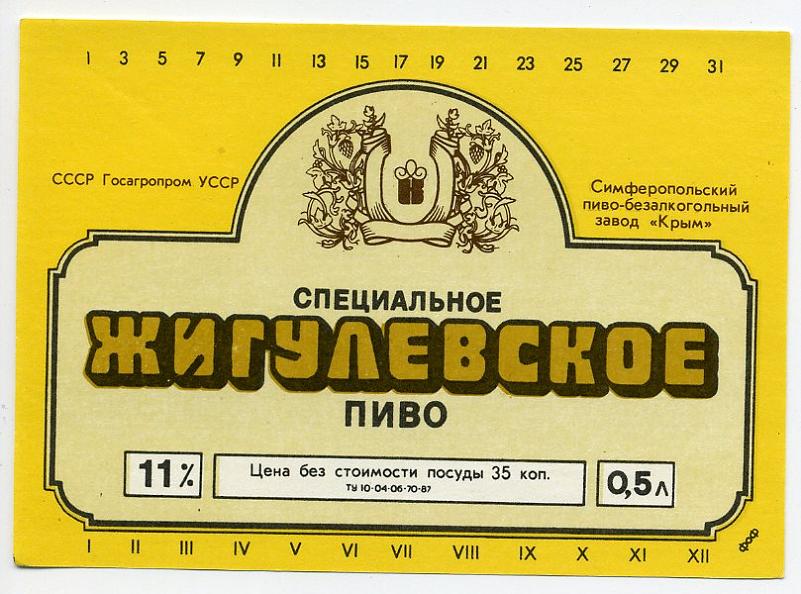 1 3 5 7 9 11 13 15 17 19 21 23 25 27 29 31
СССР Госагропром УССР
Симферопольский
пиво-безалкогольный
завод «Крым»
СПЕЦИАЛЬНОЕ
ЖИГУЛЕВСКОЕ
ПИВО
11%
Цена без стоимости посуды 35 коп.
ТУ 10-04-06-70-87
0,5л
I II III IV V VI VII VIII IX X XI XII
ФОФ